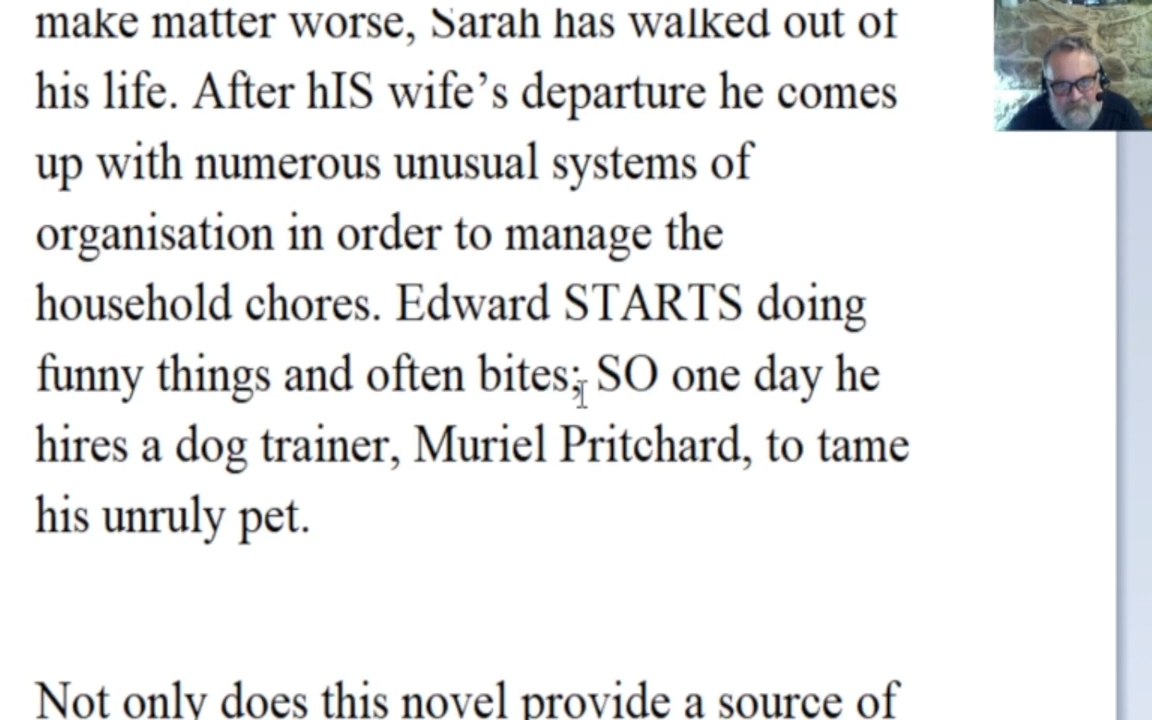 make matter worse, Sarah has walked out of
his life. After hIS wife’s departure he comes
up with numerous unusual systems of
organisation in order to manage the
household chores. Edward STARTS doing
funny things and often bites; SO one day he
hires a dog trainer, Muriel Pritchard, to tame
his unruly pet.
Not only does this novel provide a source of